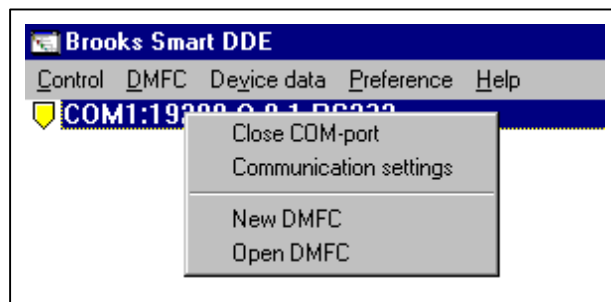 Brooks Smart DDE
Control DMFC Device data Preference Help
COM1:19
Close COM-port
Communication settings
New DMFC
Open DMFC